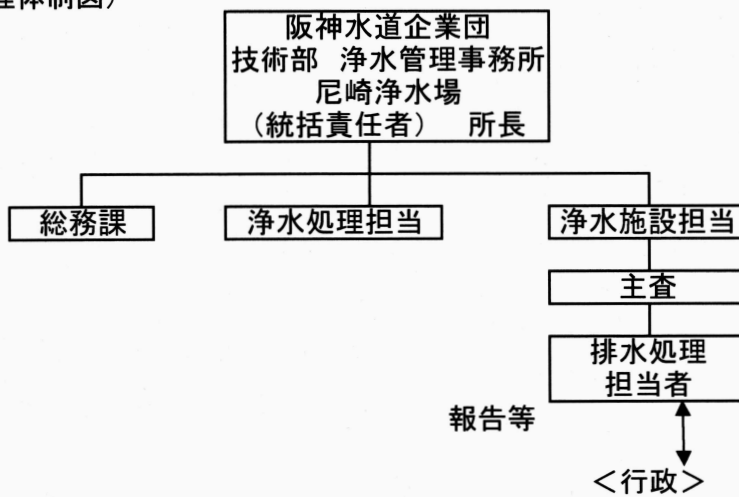 理体制図）
阪神水道企業団
技術部　浄水管理事務所
尼崎浄水場
（統括責任者）　所長
総務課
浄水処理担当
浄水施設担当
主査
排水処理
担当者
報告等
＜行政＞